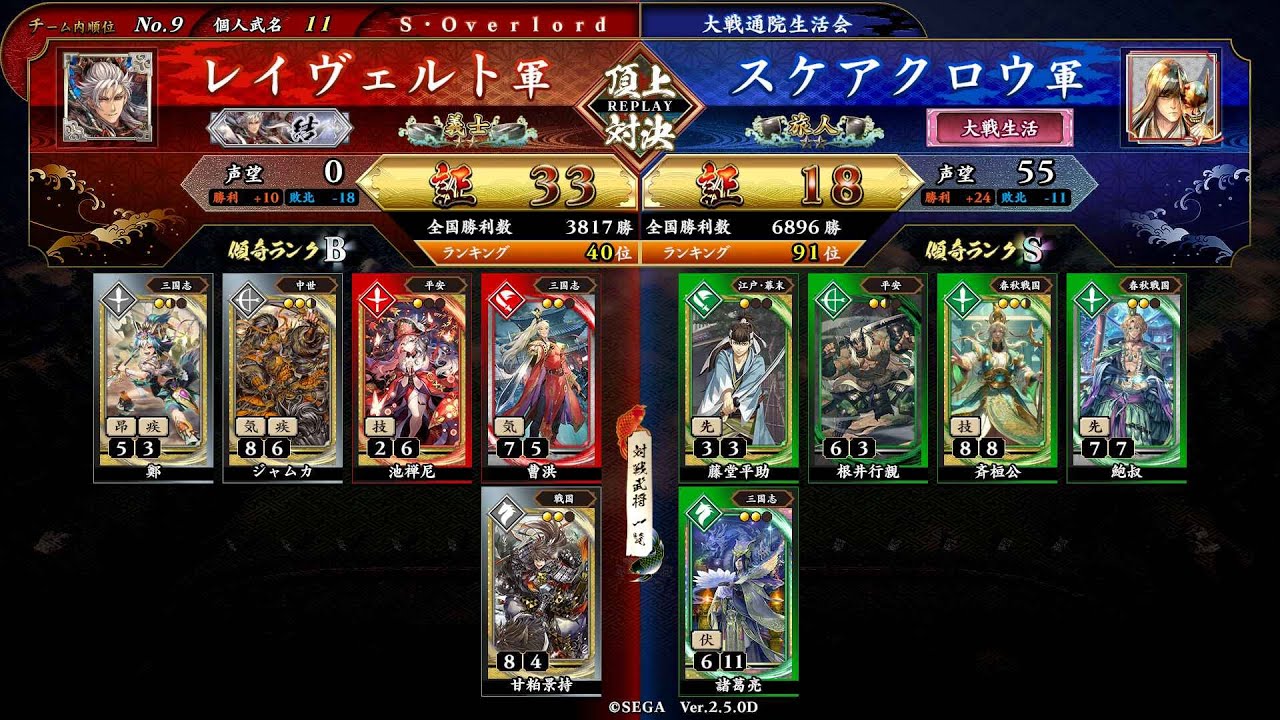 チーム内順位 No.9 個人武名 11 S・Overlord 大戦通院生活会
レイヴェルト軍 頂上 スケアクロウ軍
REPLAY
対決
結 義士 旅人 大戦生活
声望 0 証 33 証 18 声望 55
勝利 +10 敗北 -18 勝利 +24 敗北 -11
全国勝利数 3817勝 全国勝利数 6896勝
傾奇ランクB ランキング 40位 ランキング 91位 傾奇ランクS
三国志 中世 平安 三国志 江戸・幕末 平安 春秋戦国 春秋戦国
昴 疾 気 疾 技 気 先 技 先
5 3 8 6 2 6 7 5 3 3 6 3 8 8 7 7
鄭 ジャムカ 池禅尼 曹洪 藤堂平助 根井行親 斉桓公 鮑叔
対戦武将一覧
戦国 三国志
伏
8 4 6 11
甘粕景持 諸葛亮
©SEGA Ver.2.5.0D